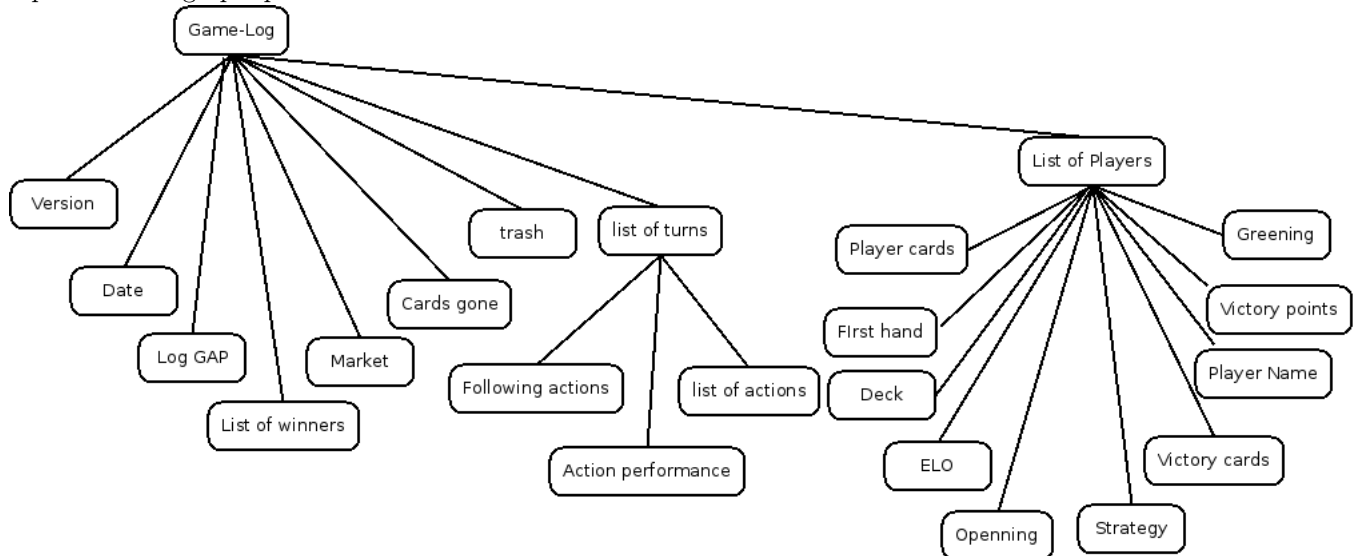 Game-Log
List of Players
Version
trash
list of turns
Player cards
Greening
Date
Cards gone
Victory points
Log GAP
Market
FIrst hand
Following actions
list of actions
Deck
Player Name
List of winners
Action performance
ELO
Victory cards
Openning
Strategy